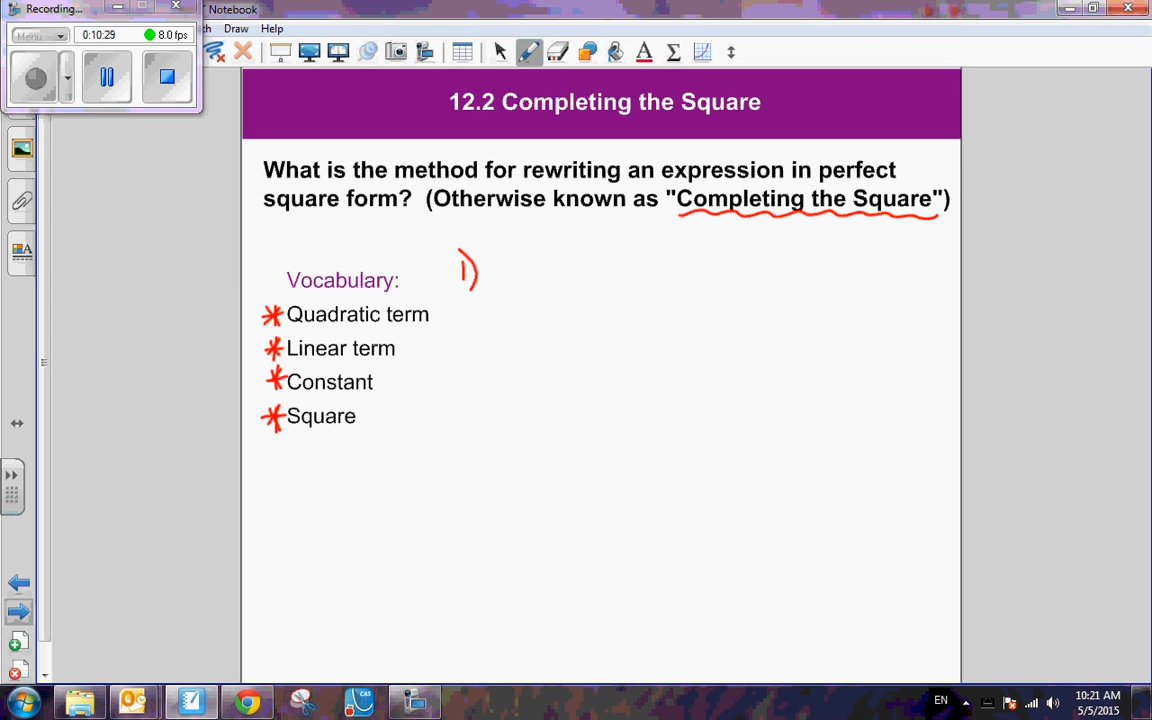 Recording...
Notebook
Menu
0:10:29
8.0 fps
th Draw Help
12.2 Completing the Square
What is the method for rewriting an expression in perfect
square form? (Otherwise known as "Completing the Square")
1)
Vocabulary:
Quadratic term
Linear term
Constant
Square
EN
10:21 AM
5/5/2015